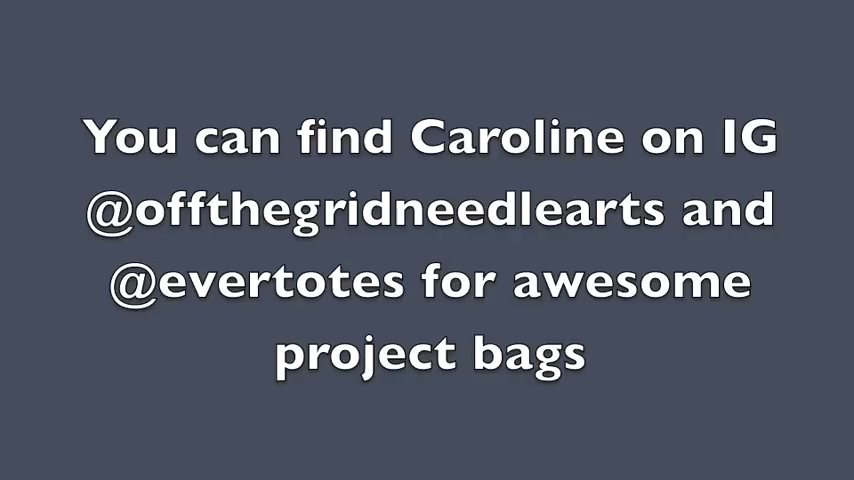 You can find Caroline on IG
@offthegridneedlearts and
@evertotes for awesome
project bags